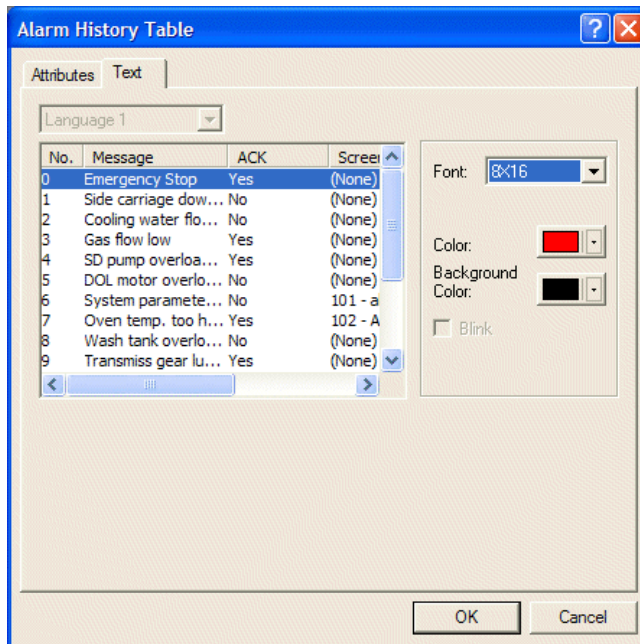 Alarm History Table
Attributes Text
Language 1
No. Message ACK Screen
0 Emergency Stop Yes (None)
1 Side carriage dow... No (None)
2 Cooling water flo... No (None)
3 Gas flow low Yes (None)
4 SD pump overloa... Yes (None)
5 DOL motor overlo... No (None)
6 System paramete... No 101 - a
7 Oven temp. too h... Yes 102 - A
8 Wash tank overlo... No (None)
9 Transmiss gear lu... Yes (None)
Font: 8X16
Color:
Background
Color:
Blink
OK Cancel